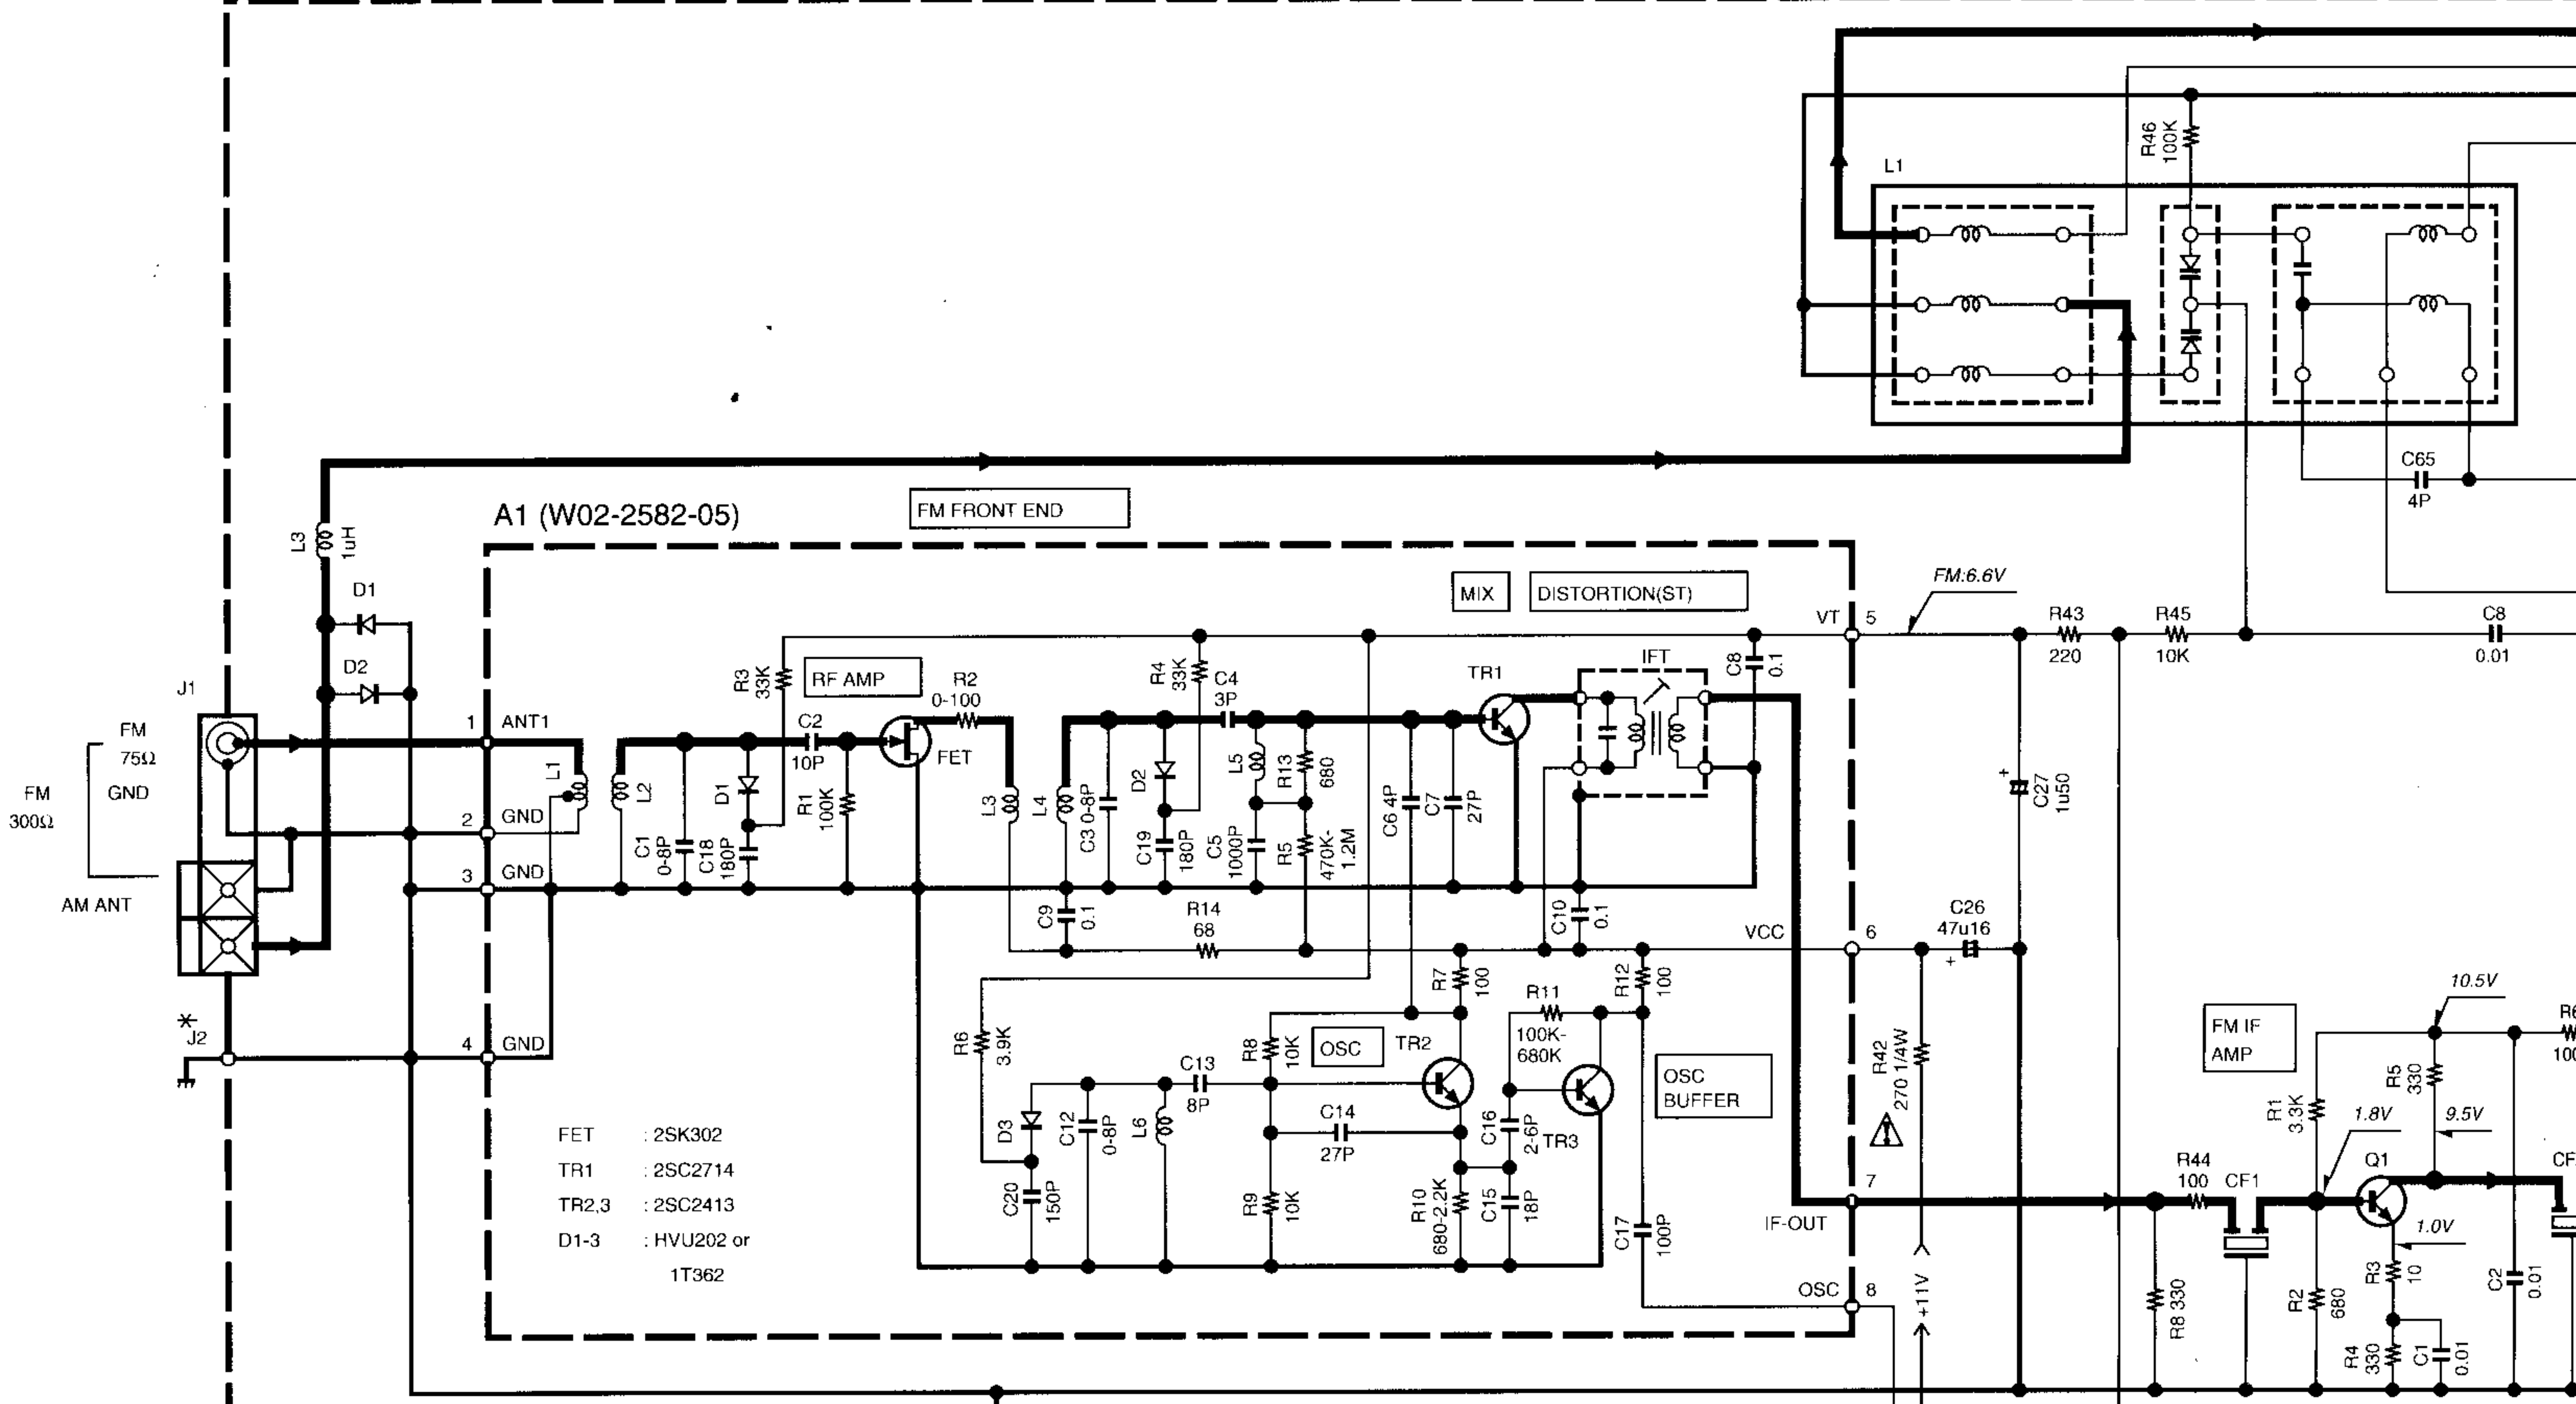 L1
R46
100K
C65
4P
A1 (W02-2582-05)
FM FRONT END
L3
1uH
D1
D2
J1
FM
75Ω
GND
FM
300Ω
AM ANT
J2
1 ANT1
2 GND
3 GND
4 GND
L1
L2
C1
0-8P
D1
C18
180P
R3
33K
RF AMP
C2
10P
R1
100K
R2
0-100
FET
L3
L4
C3 0-8P
R4
33K
C4
3P
D2
C19
180P
L5
R13
680
C5
1000P
R5
470K-
1.2M
C6 4P
C7
27P
MIX
DISTORTION(ST)
TR1
IFT
C8
0.1
VT 5
FM:6.6V
R43
220
R45
10K
C8
0.01
C27
1u50
+
C9
0.1
R14
68
C10
0.1
VCC 6
C26
47u16
+
R6
3.9K
R7
100
R12
100
R11
100K-
680K
R8
10K
OSC
TR2
OSC
BUFFER
C13
8P
D3
C12
0-8P
L6
C14
27P
C16
2-6P
TR3
C20
150P
R9
10K
R10
680-2.2K
C15
18P
C17
100P
FET : 2SK302
TR1 : 2SC2714
TR2,3 : 2SC2413
D1-3 : HVU202 or
1T362
7
IF-OUT
OSC 8
R42
270 1/4W
+11V
FM IF
AMP
10.5V
R5
330
9.5V
1.8V
R1
3.3K
R44
100
CF1
Q1
1.0V
R8 330
R2
680
R3
10
R4
330
C1
0.01
C2
0.01